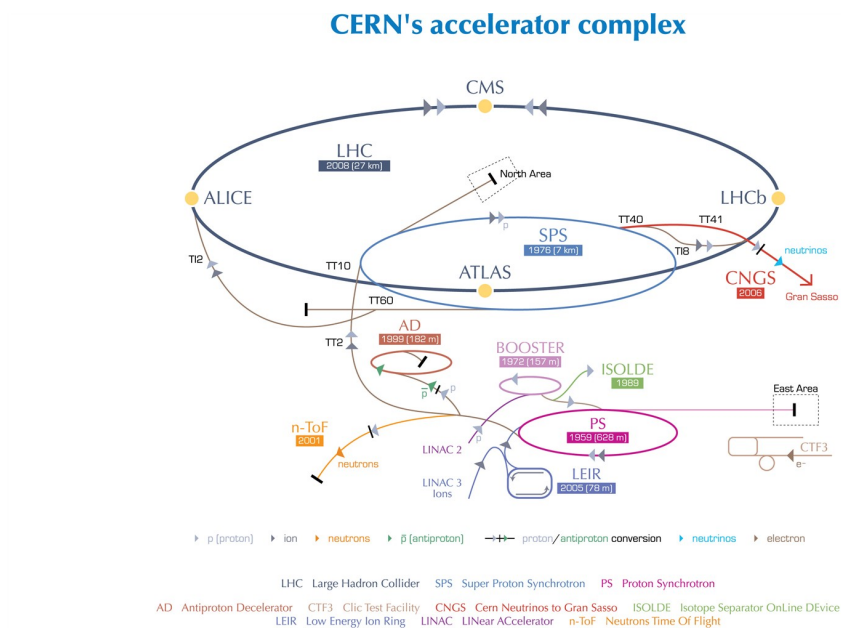 CERN's accelerator complex
CMS
LHC
2008 (27 km)
North Area
ALICE
LHCb
TT40
TT41
p
SPS
1976 (7 km)
TI8
neutrinos
TI2
TT10
ATLAS
CNGS
2006
Gran Sasso
TT60
AD
1999 (182 m)
TT2
BOOSTER
1972 (157 m)
ISOLDE
1989
p̅
p
East Area
n-ToF
2001
PS
1959 (628 m)
p
LINAC 2
CTF3
e-
neutrons
LEIR
2005 (78 m)
LINAC 3
Ions
p [proton] ion neutrons p̅ [antiproton] proton/antiproton conversion neutrinos electron
LHC Large Hadron Collider SPS Super Proton Synchrotron PS Proton Synchrotron
AD Antiproton Decelerator CTF3 Clic Test Facility CNGS Cern Neutrinos to Gran Sasso ISOLDE Isotope Separator OnLine DEvice
LEIR Low Energy Ion Ring LINAC LINear ACcelerator n-ToF Neutrons Time Of Flight